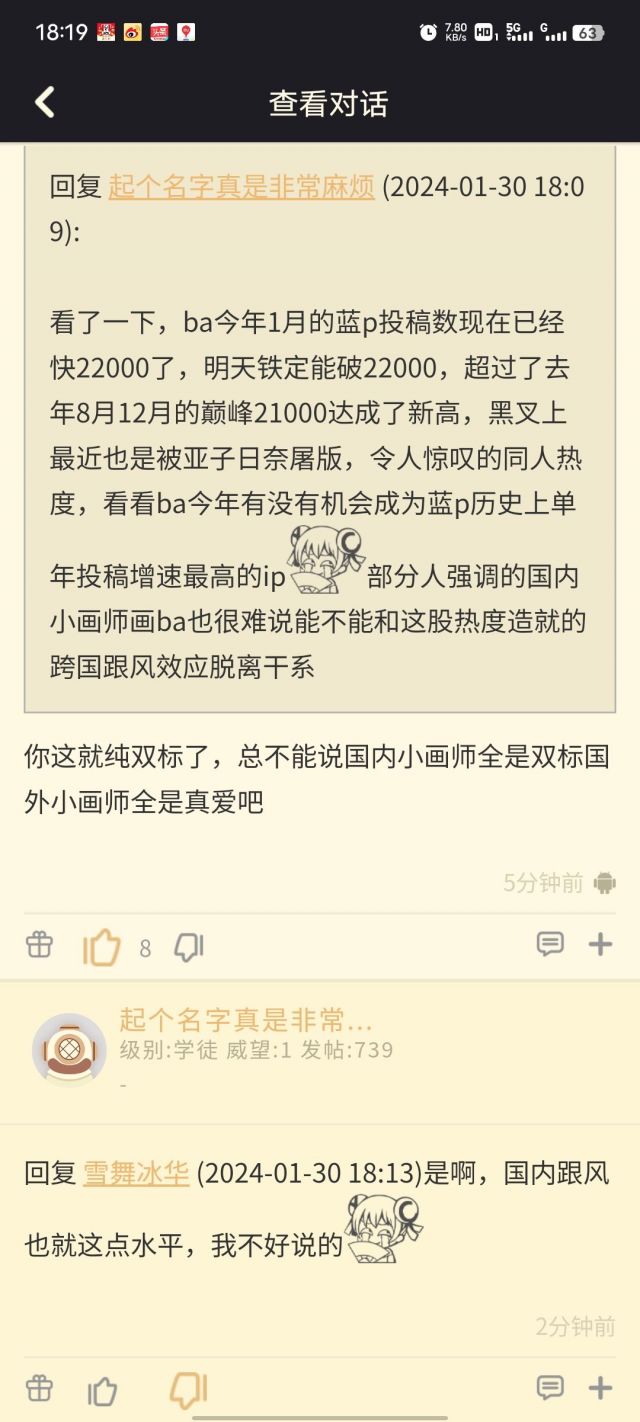 18:19
7.80
KB/s
HD1
5G
G
63
查看对话
回复 起个名字真是非常麻烦 (2024-01-30 18:0
9):
看了一下，ba今年1月的蓝p投稿数现在已经
快22000了，明天铁定能破22000，超过了去
年8月12月的巅峰21000达成了新高，黑叉上
最近也是被亚子日奈屠版，令人惊叹的同人热
度，看看ba今年有没有机会成为蓝p历史上单
年投稿增速最高的ip 部分人强调的国内
小画师画ba也很难说能不能和这股热度造就的
跨国跟风效应脱离干系
你这就纯双标了，总不能说国内小画师全是双标国
外小画师全是真爱吧
5分钟前
8
起个名字真是非常...
级别:学徒 威望:1 发帖:739
-
回复 雪舞冰华 (2024-01-30 18:13)是啊，国内跟风
也就这点水平，我不好说的
2分钟前